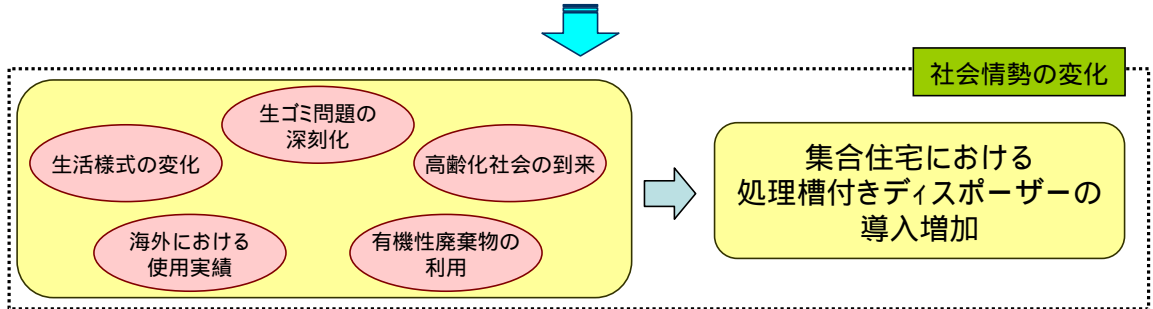 社会情勢の変化
生ゴミ問題の
深刻化
生活様式の変化
高齢化社会の到来
海外における
使用実績
有機性廃棄物の
利用
集合住宅における
処理槽付きディスポーザーの
導入増加